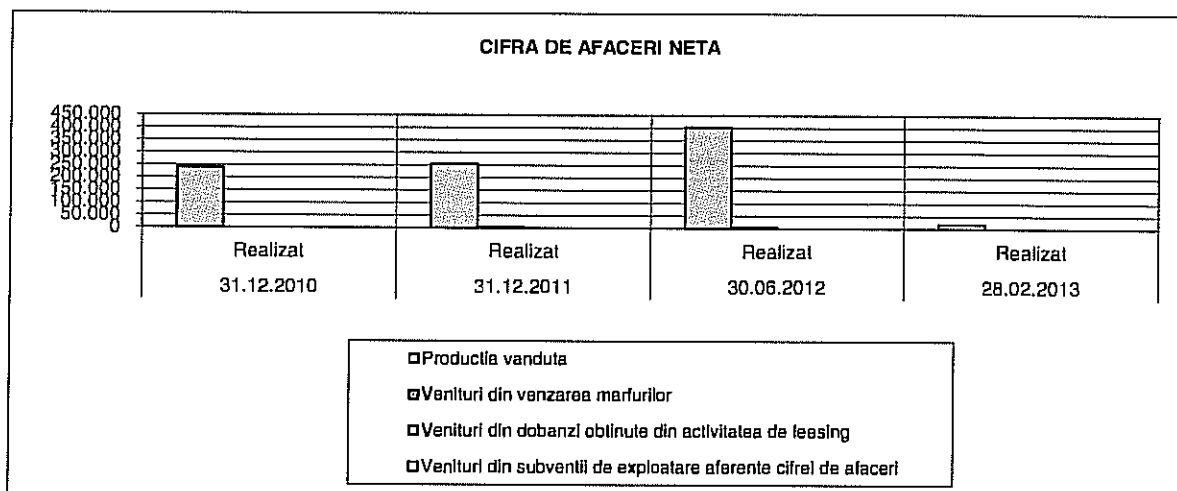 CIFRA DE AFACERI NETA
450.000
400.000
350.000
300.000
250.000
200.000
150.000
100.000
50.000
0
Realizat Realizat Realizat Realizat
31.12.2010 31.12.2011 30.06.2012 28.02.2013
Productia vanduta
Venituri din venzarea marfurilor
Venituri din dobanzi obtinute din activitatea de leesing
Venituri din subventii de exploatare aferente cifrei de afaceri